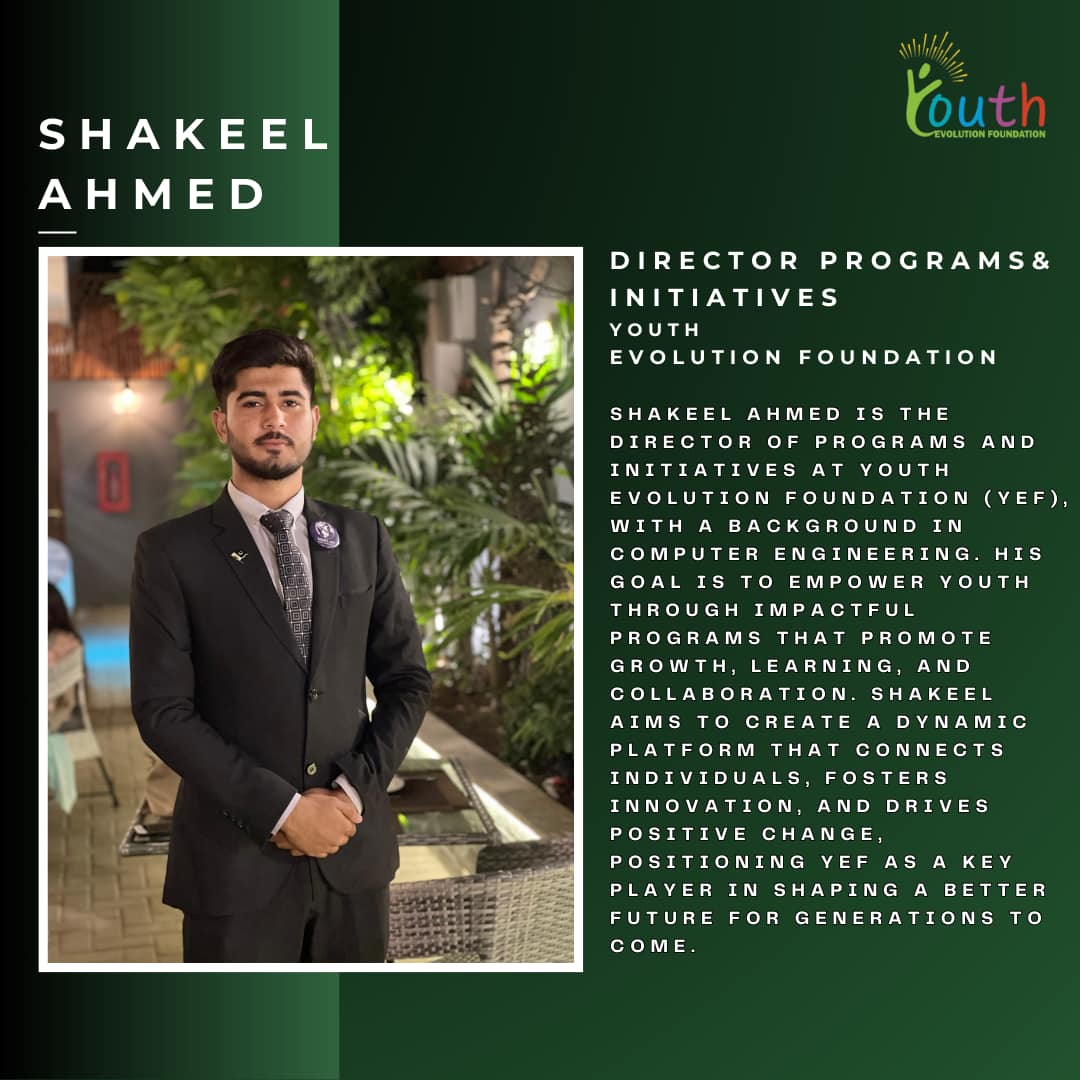 Youth
EVOLUTION FOUNDATION
SHAKEEL
AHMED
DIRECTOR PROGRAMS&
INITIATIVES
YOUTH
EVOLUTION FOUNDATION
SHAKEEL AHMED IS THE
DIRECTOR OF PROGRAMS AND
INITIATIVES AT YOUTH
EVOLUTION FOUNDATION (YEF),
WITH A BACKGROUND IN
COMPUTER ENGINEERING. HIS
GOAL IS TO EMPOWER YOUTH
THROUGH IMPACTFUL
PROGRAMS THAT PROMOTE
GROWTH, LEARNING, AND
COLLABORATION. SHAKEEL
AIMS TO CREATE A DYNAMIC
PLATFORM THAT CONNECTS
INDIVIDUALS, FOSTERS
INNOVATION, AND DRIVES
POSITIVE CHANGE,
POSITIONING YEF AS A KEY
PLAYER IN SHAPING A BETTER
FUTURE FOR GENERATIONS TO
COME.